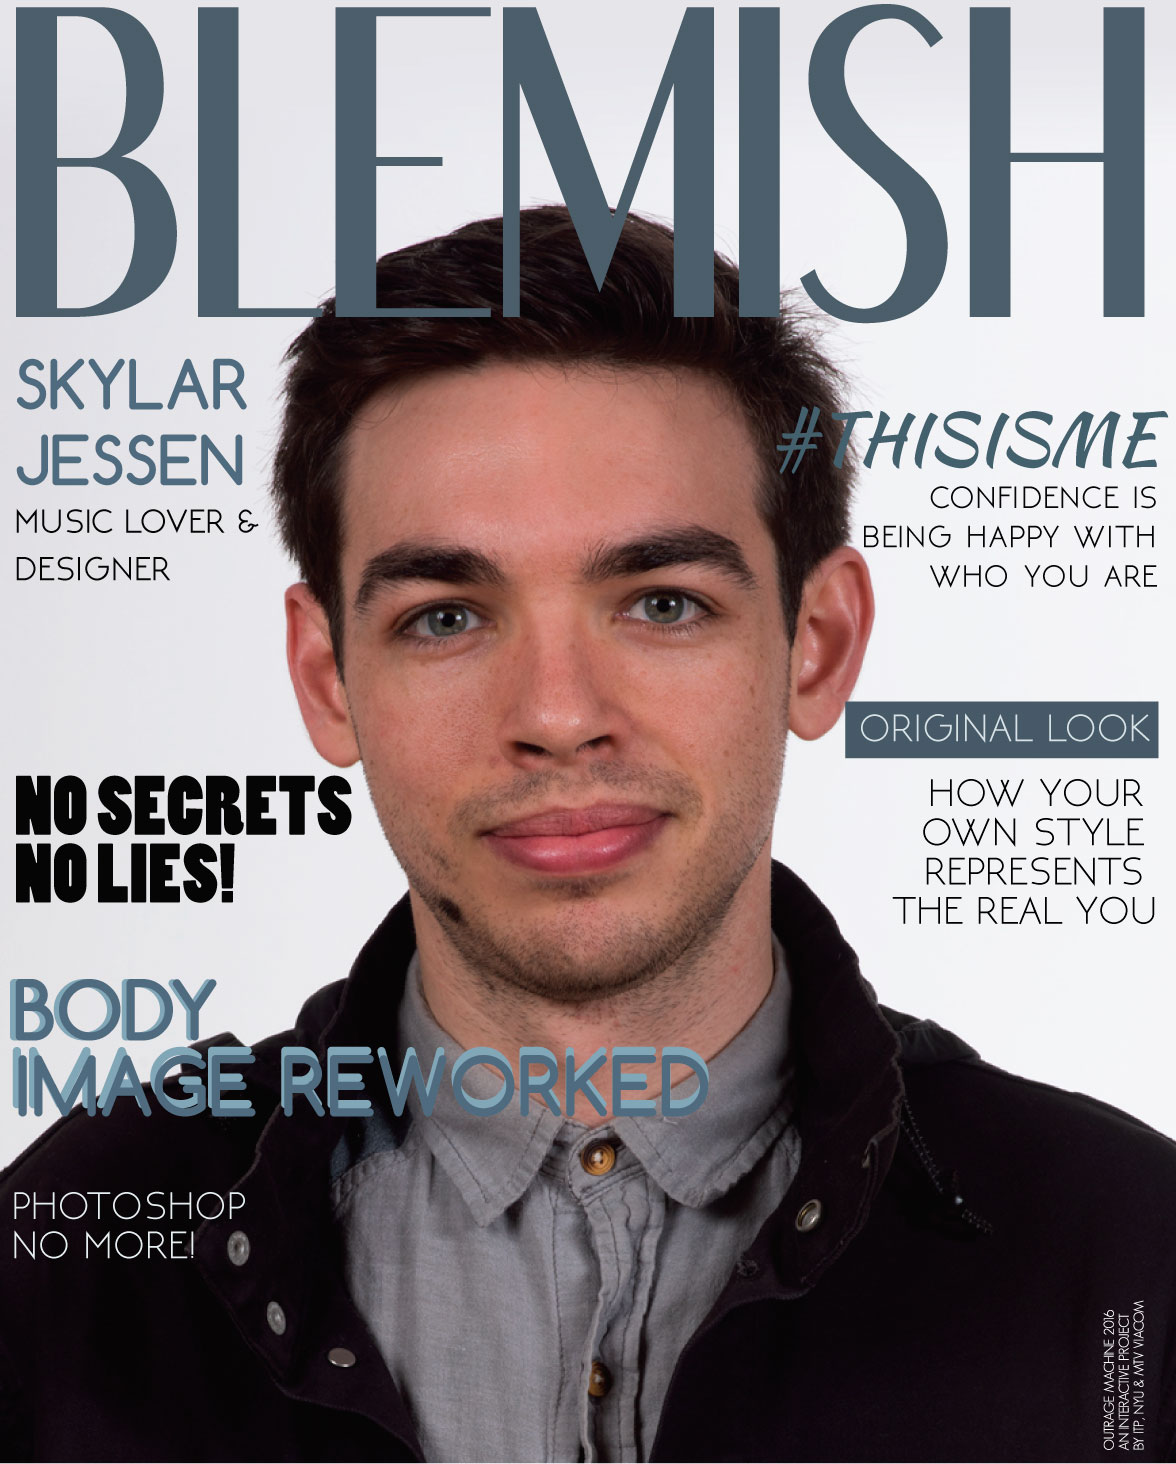 BLEMISH
SKYLAR
JESSEN
MUSIC LOVER &
DESIGNER
#THISISME
CONFIDENCE IS
BEING HAPPY WITH
WHO YOU ARE
ORIGINAL LOOK
HOW YOUR
OWN STYLE
REPRESENTS
THE REAL YOU
NO SECRETS
NO LIES!
BODY
IMAGE REWORKED
PHOTOSHOP
NO MORE!
OUTRAGE MACHINE 2016
AN INTERACTIVE PROJECT
BY ITP, NYU & MTV VIACOM